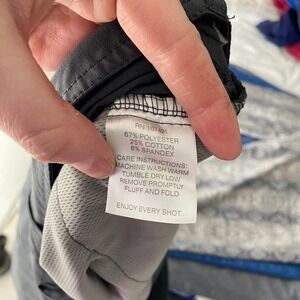 67% POLYESTER
25% COTTON
8% SPANDEX
CARE INSTRUCTIONS:
MACHINE WASH WARM
TUMBLE DRY LOW
REMOVE PROMPTLY
FLUFF AND FOLD
ENJOY EVERY SHOT...